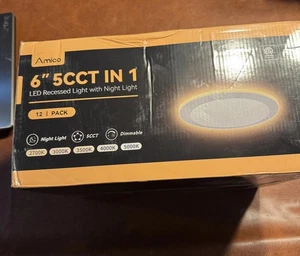 Amico
6" 5CCT IN 1
LED Recessed Light with Night Light
12 | PACK
Night Light
5CCT
Dimmable
2700K 3000K 3500K 4000K 5000K